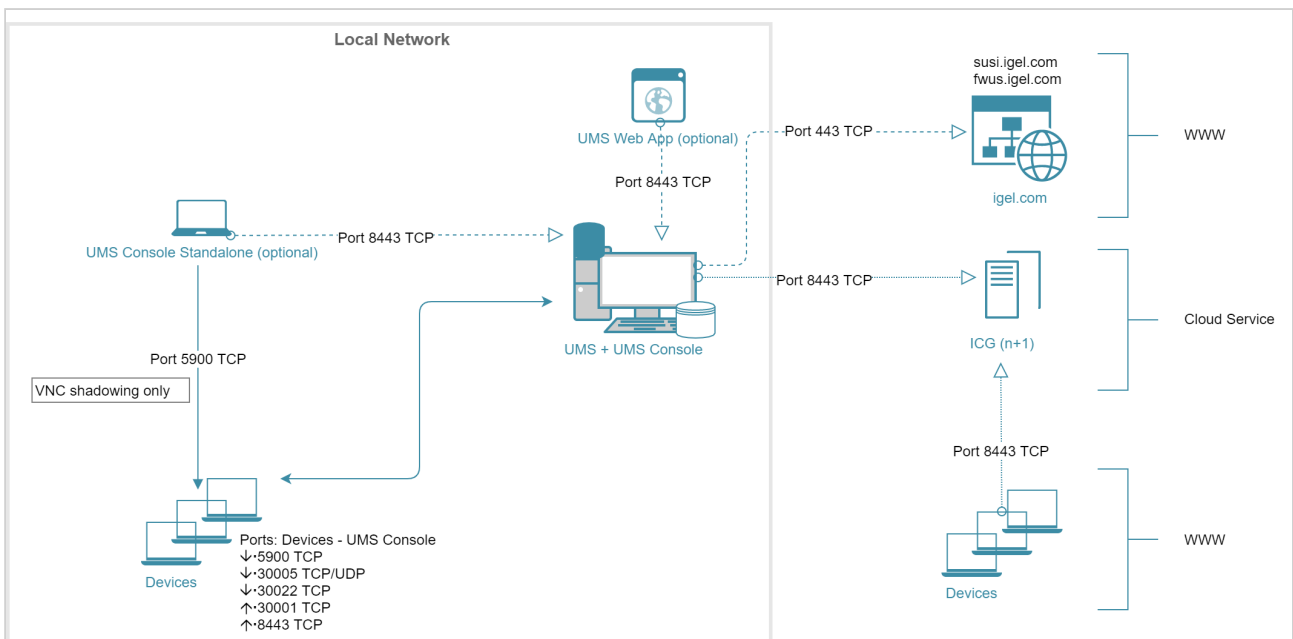 Local Network
susi.igel.com
fwus.igel.com
UMS Web App (optional)
Port 443 TCP
WWW
Port 8443 TCP
igel.com
Port 8443 TCP
UMS Console Standalone (optional)
Port 8443 TCP
Cloud Service
UMS + UMS Console
ICG (n+1)
Port 5900 TCP
VNC shadowing only
Port 8443 TCP
Ports: Devices - UMS Console
↓·5900 TCP
↓·30005 TCP/UDP
↓·30022 TCP
↑·30001 TCP
↑·8443 TCP
Devices
WWW
Devices